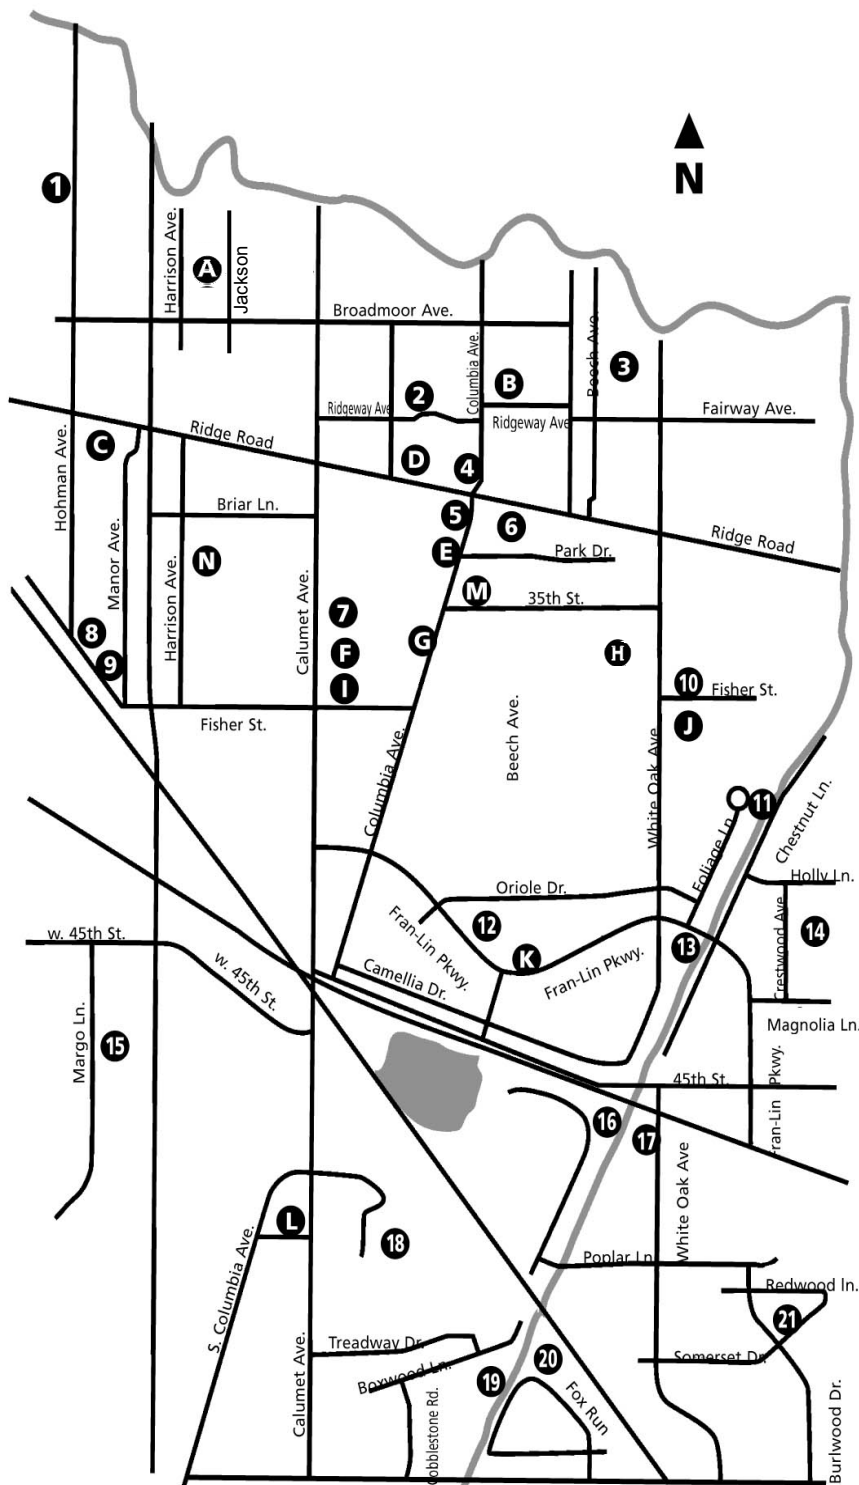 N
1
Harrison Ave.
A
Jackson
Broadmoor Ave.
Columbia Ave.
Beech Ave.
3
2
B
Ridgeway Ave
Ridgeway Ave
Fairway Ave.
Hohman Ave.
C
Ridge Road
D
4
5
6
Ridge Road
Briar Ln.
Manor Ave.
Harrison Ave.
N
Calumet Ave.
E
Park Dr.
M
35th St.
7
8
9
F
G
H
I
10
Fisher St.
Fisher St.
J
Columbia Ave.
Beech Ave.
White Oak Ave
Foliage Ln
11
Chestnut Ln.
Holly Ln.
Oriole Dr.
Crestwood Ave
14
12
Fran-Lin Pkwy.
K
Fran-Lin Pkwy.
13
w. 45th St.
w. 45th St.
Camellia Dr.
Magnolia Ln.
Margo Ln.
15
45th St.
Fran-Lin Pkwy.
16
17
White Oak Ave
L
18
S. Columbia Ave.
Poplar Ln.
Redwood ln.
21
Treadway Dr.
Somerset Dr.
Boxwood Ln.
19
20
Fox Run
Calumet Ave.
Cobblestone Rd.
Burlwood Dr.